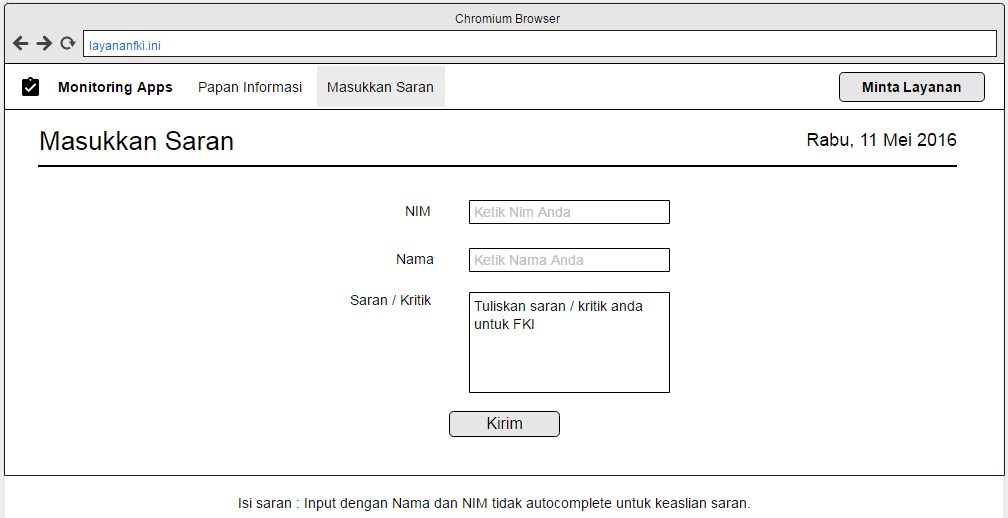 Chromium Browser
layananfki.ini
Monitoring Apps Papan Informasi Masukkan Saran Minta Layanan
Masukkan Saran Rabu, 11 Mei 2016
NIM Ketik Nim Anda
Nama Ketik Nama Anda
Saran / Kritik Tuliskan saran / kritik anda
untuk FKI
Kirim
Isi saran : Input dengan Nama dan NIM tidak autocomplete untuk keaslian saran.